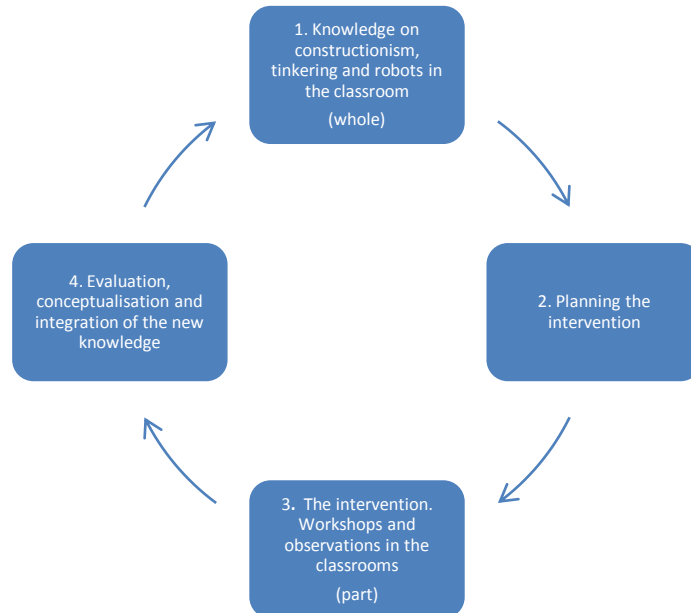 1. Knowledge on
constructionism,
tinkering and robots in
the classroom
(whole)
2. Planning the
intervention
3. The intervention.
Workshops and
observations in the
classrooms
(part)
4. Evaluation,
conceptualisation and
integration of the new
knowledge